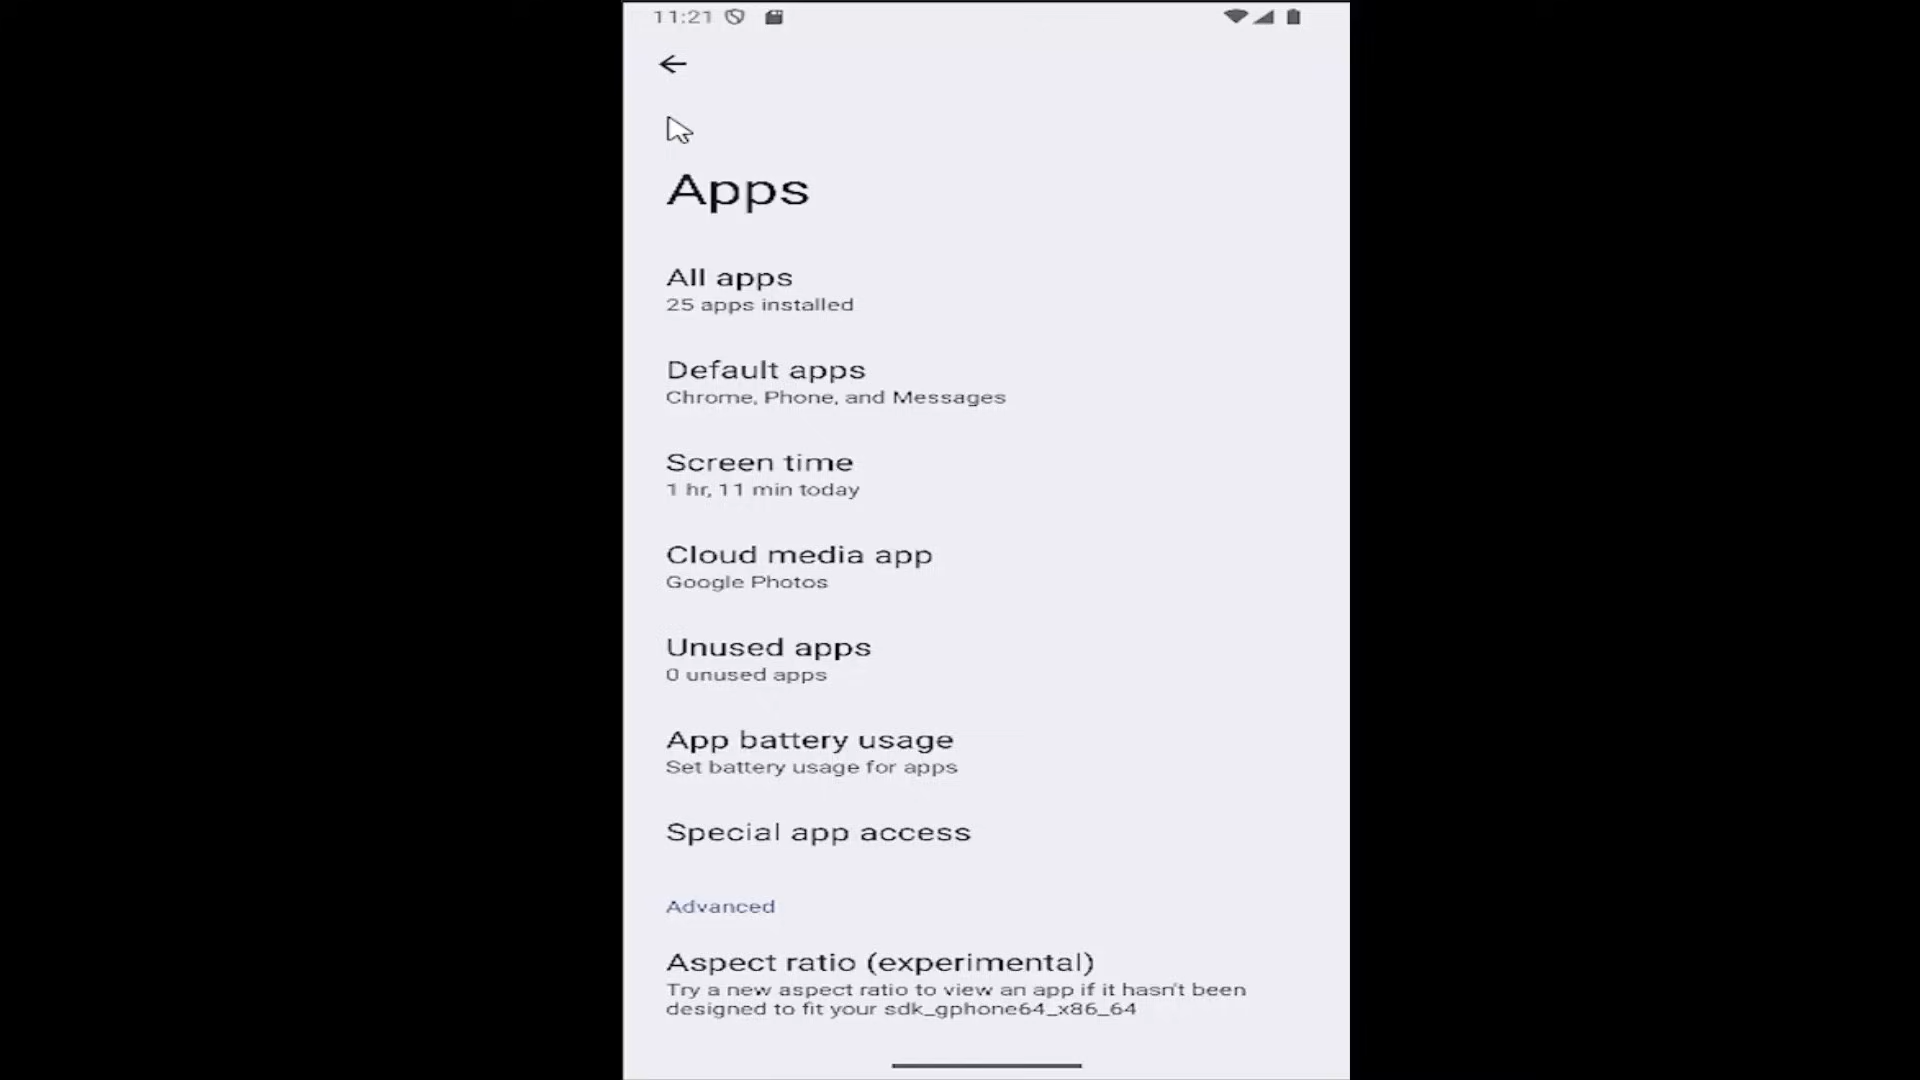 11:21
Apps
All apps
25 apps installed
Default apps
Chrome, Phone, and Messages
Screen time
1 hr, 11 min today
Cloud media app
Google Photos
Unused apps
0 unused apps
App battery usage
Set battery usage for apps
Special app access
Advanced
Aspect ratio (experimental)
Try a new aspect ratio to view an app if it hasn't been
designed to fit your sdk_gphone64_x86_64